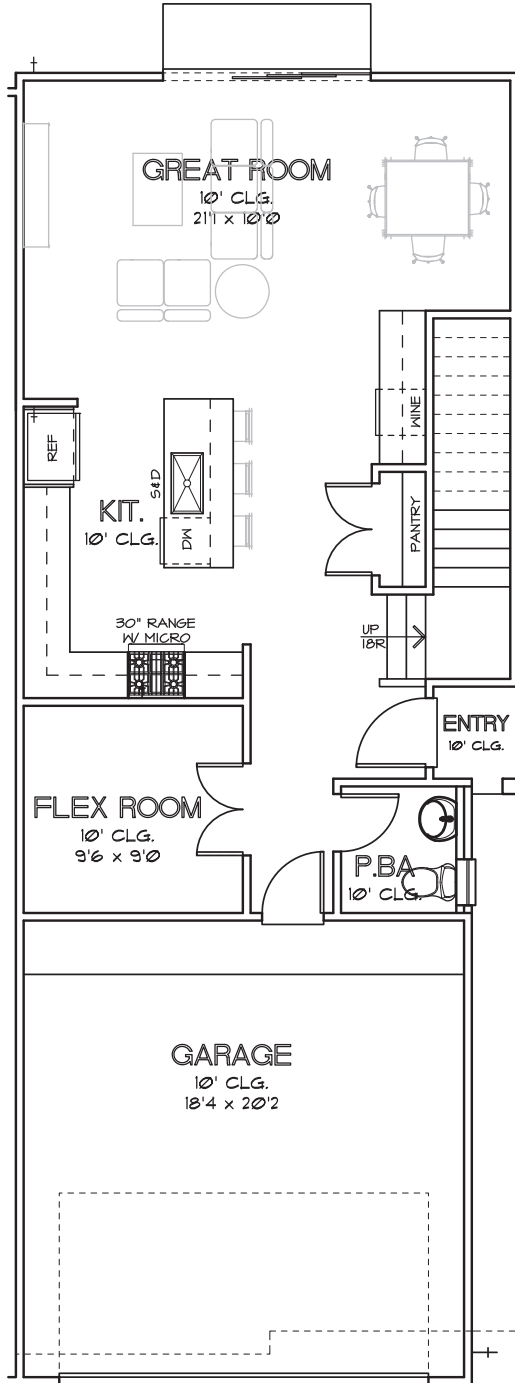 GREAT ROOM
10' CLG.
21'1 x 10'0
WINE
REF
S&D
KIT.
10' CLG.
DW
PANTRY
30" RANGE
W/ MICRO
UP
18R
ENTRY
10' CLG.
FLEX ROOM
10' CLG.
9'6 x 9'0
P.BA
10' CLG.
GARAGE
10' CLG.
18'4 x 20'2